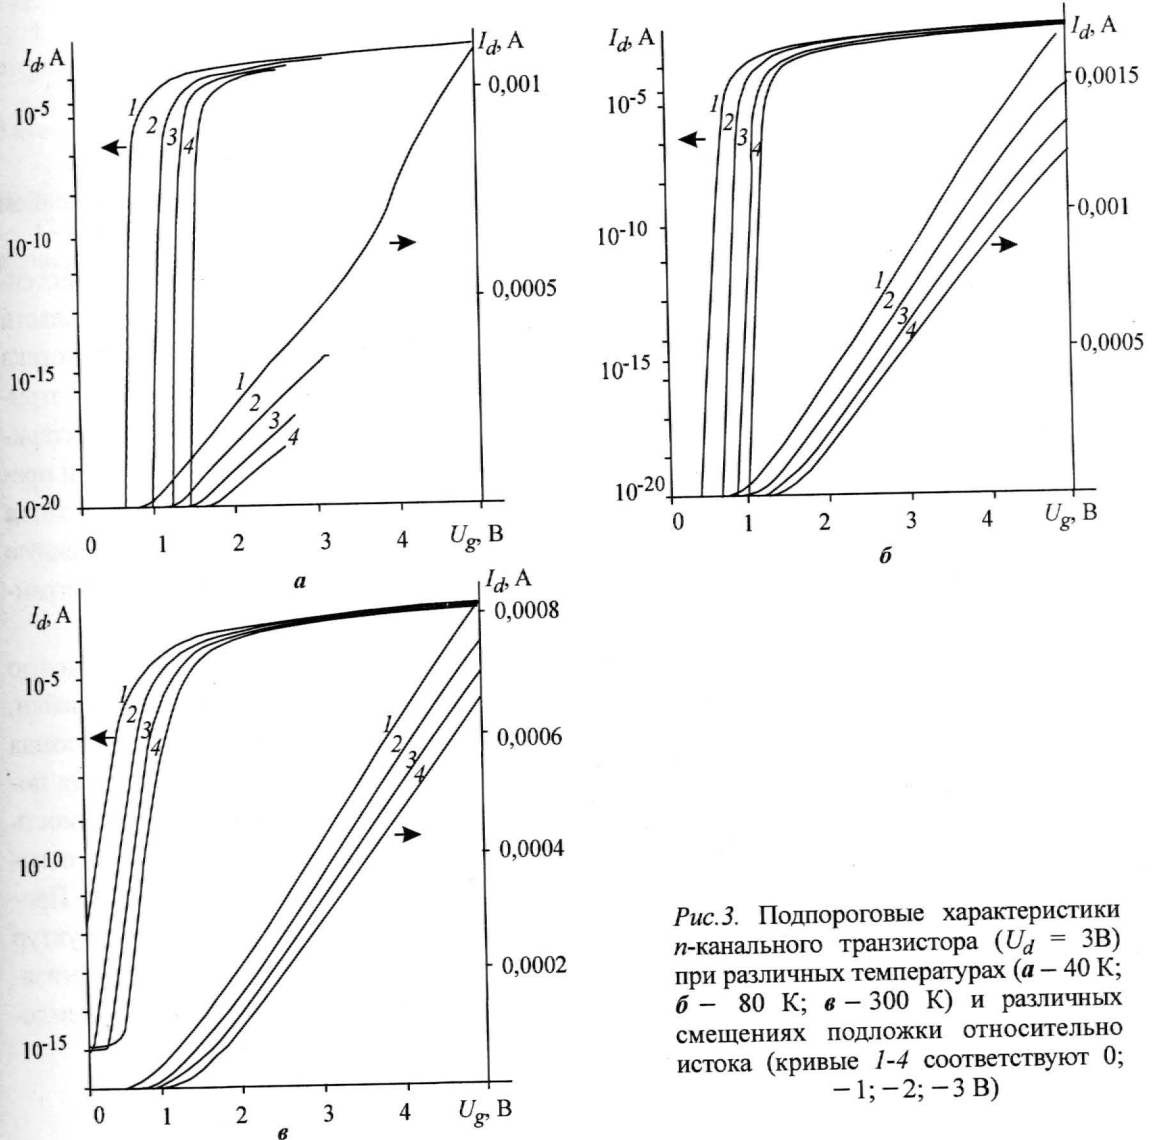 I_d, А
10⁻⁵
10⁻¹⁰
10⁻¹⁵
10⁻²⁰
1
2
3
4
1
2
3
4
I_d, А
0,001
0,0005
0 1 2 3 4 U_g, В
а
I_d, А
10⁻⁵
10⁻¹⁰
10⁻¹⁵
10⁻²⁰
1
2
3
4
1
2
3
4
I_d, А
0,0015
0,001
0,0005
0 1 2 3 4 U_g, В
б
I_d, А
10⁻⁵
10⁻¹⁰
10⁻¹⁵
1
2
3
4
1
2
3
4
I_d, А
0,0008
0,0006
0,0004
0,0002
0 1 2 3 4 U_g, В
в
Рис.3. Подпороговые характеристики
n-канального транзистора (U_d = 3В)
при различных температурах (а – 40 К;
б – 80 К; в – 300 К) и различных
смещениях подложки относительно
истока (кривые 1-4 соответствуют 0;
−1; −2; −3 В)